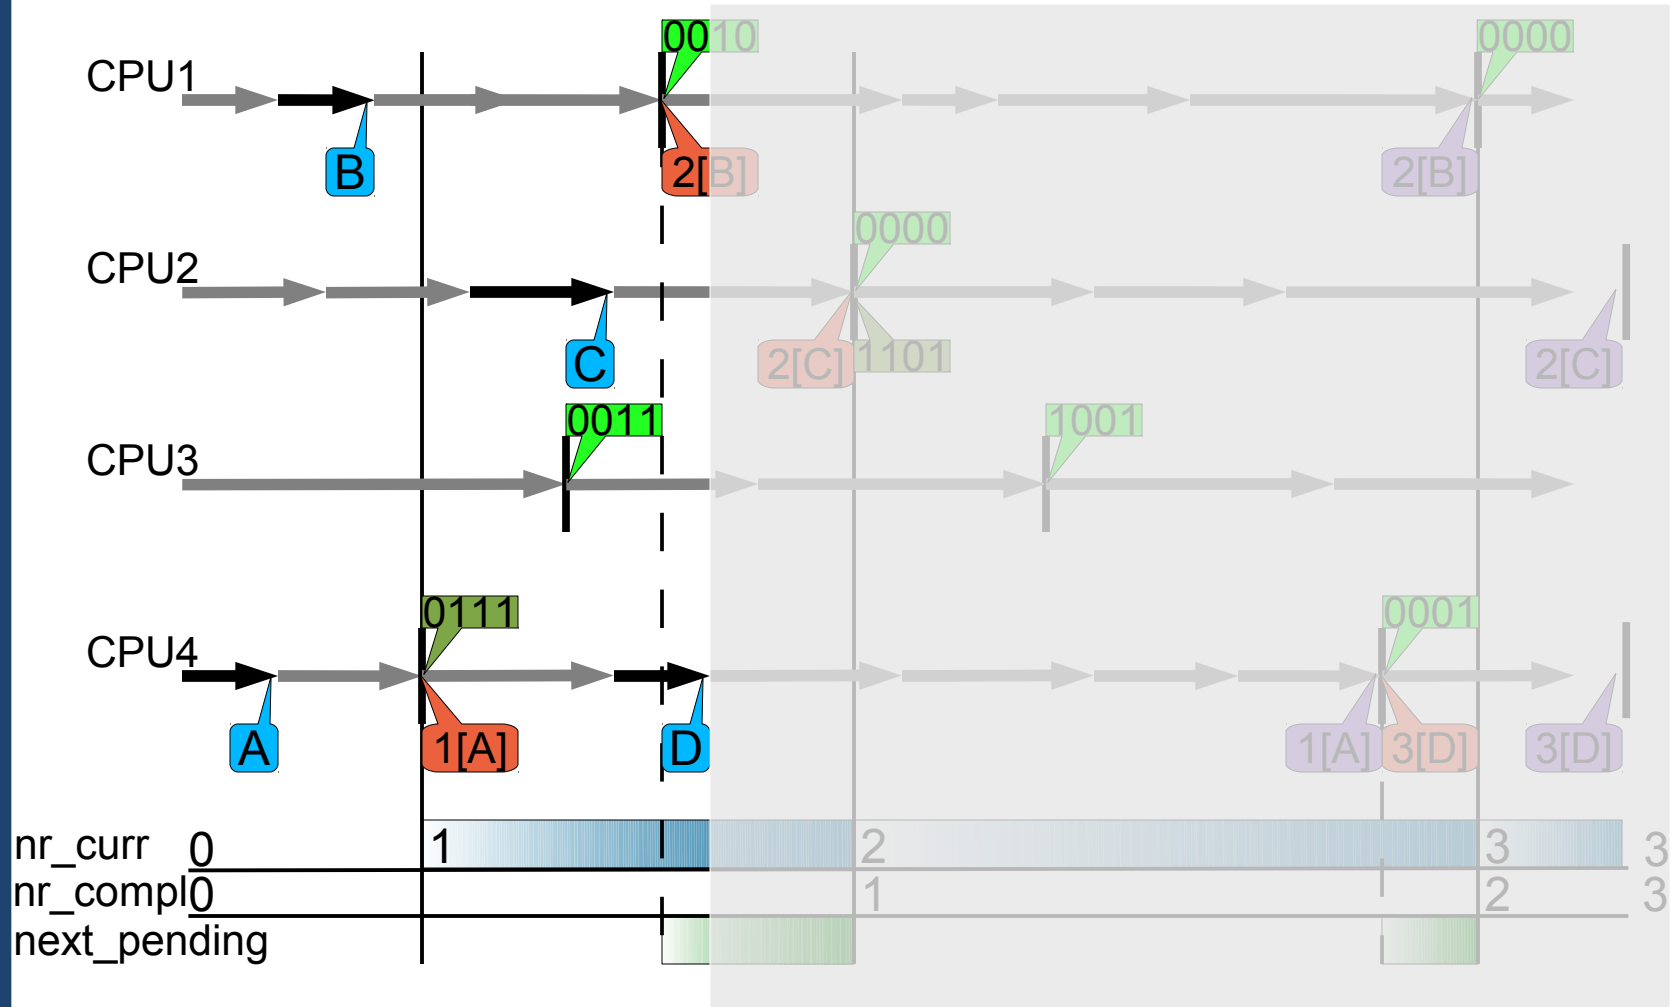 0010
0000
CPU1
B
2[B]
2[B]
0000
CPU2
C
2[C]
1101
2[C]
0011
1001
CPU3
0111
0001
CPU4
A
1[A]
D
1[A]
3[D]
3[D]
nr_curr 0 1 2 3 3
nr_compl 0 1 2 3
next_pending